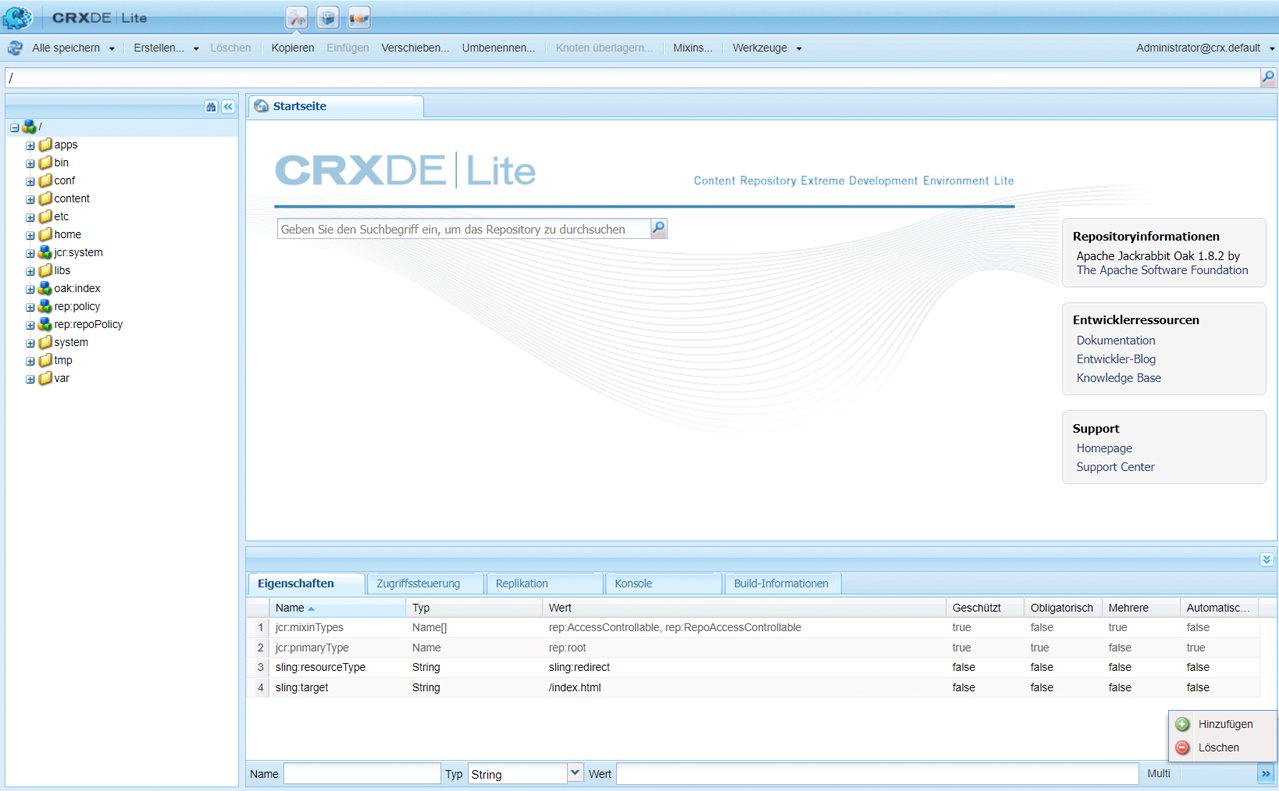 CRXDE | Lite
Alle speichern Erstellen... Löschen Kopieren Einfügen Verschieben... Umbenennen... Knoten überlagern... Mixins... Werkzeuge Administrator@crx.default
/
Startseite
/
apps
bin
conf
content
etc
home
jcr:system
libs
oak:index
rep:policy
rep:repoPolicy
system
tmp
var
CRXDE | Lite
Content Repository Extreme Development Environment Lite
Geben Sie den Suchbegriff ein, um das Repository zu durchsuchen
Repositoryinformationen
Apache Jackrabbit Oak 1.8.2 by
The Apache Software Foundation
Entwicklerressourcen
Dokumentation
Entwickler-Blog
Knowledge Base
Support
Homepage
Support Center
Eigenschaften Zugriffssteuerung Replikation Konsole Build-Informationen
Name Typ Wert Geschützt Obligatorisch Mehrere Automatisc...
1 jcr:mixinTypes Name[] rep:AccessControllable, rep:RepoAccessControllable true false true false
2 jcr:primaryType Name rep:root true true false true
3 sling:resourceType String sling:redirect false false false false
4 sling:target String /index.html false false false false
Hinzufügen
Löschen
Name Typ String Wert Multi